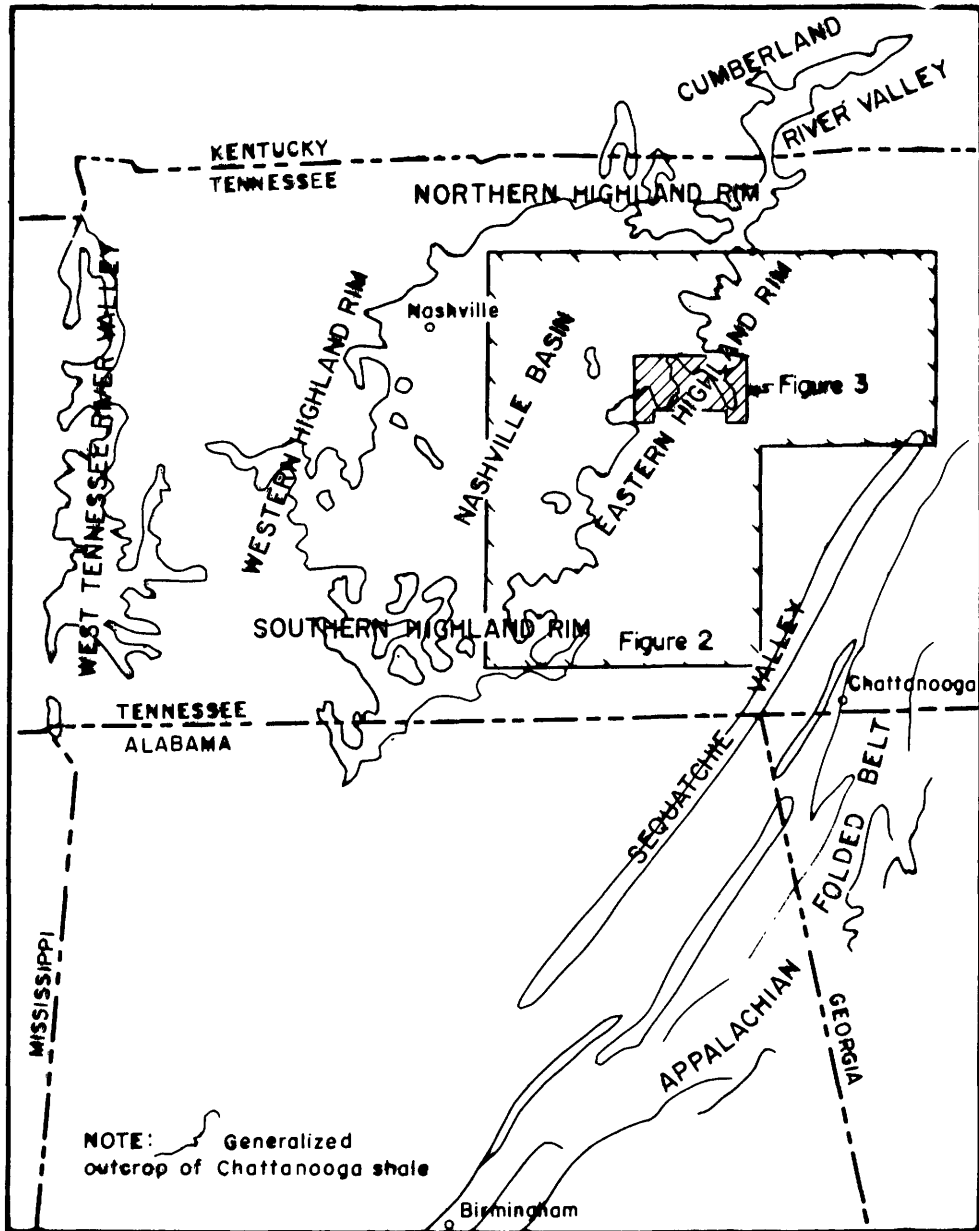 CUMBERLAND
RIVER VALLEY
KENTUCKY
TENNESSEE
NORTHERN HIGHLAND RIM
WEST TENNESSEE RIVER VALLEY
WESTERN HIGHLAND RIM
Nashville
NASHVILLE BASIN
EASTERN HIGHLAND RIM
Figure 3
SOUTHERN HIGHLAND RIM
Figure 2
SEQUATCHIE VALLEY
Chattanooga
TENNESSEE
ALABAMA
FOLDED BELT
APPALACHIAN
MISSISSIPPI
GEORGIA
NOTE: Generalized
outcrop of Chattanooga shale
Birmingham